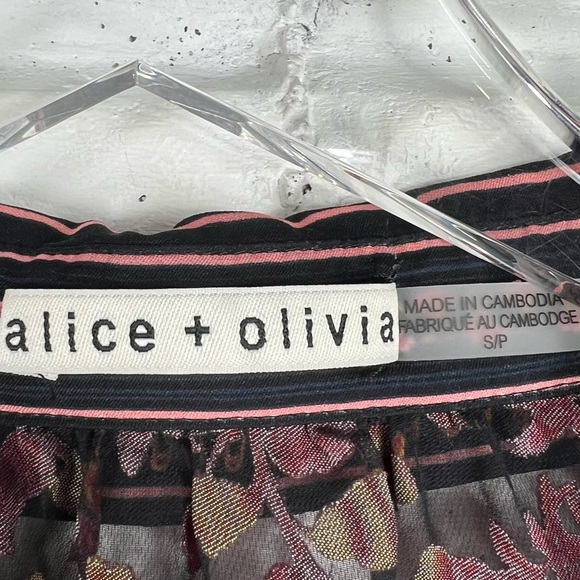 alice + olivia
MADE IN CAMBODIA
FABRIQUÉ AU CAMBODGE
S/P